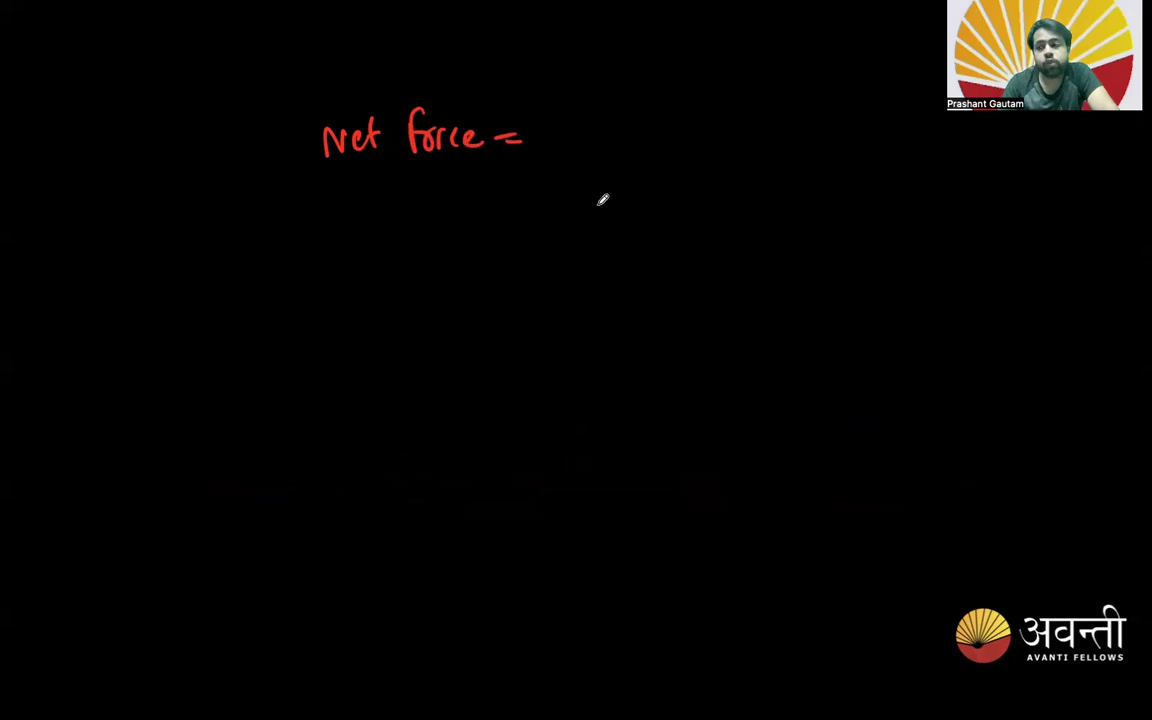 Prashant Gautam
Net force =
अवन्ती
AVANTI FELLOWS